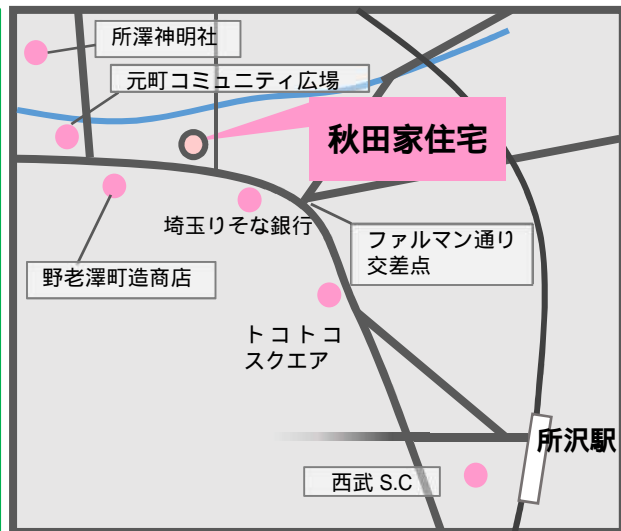 所澤神明社
元町コミュニティ広場
秋田家住宅
埼玉りそな銀行
ファルマン通り
交差点
野老澤町造商店
トコトコ
スクエア
所沢駅
西武 S.C